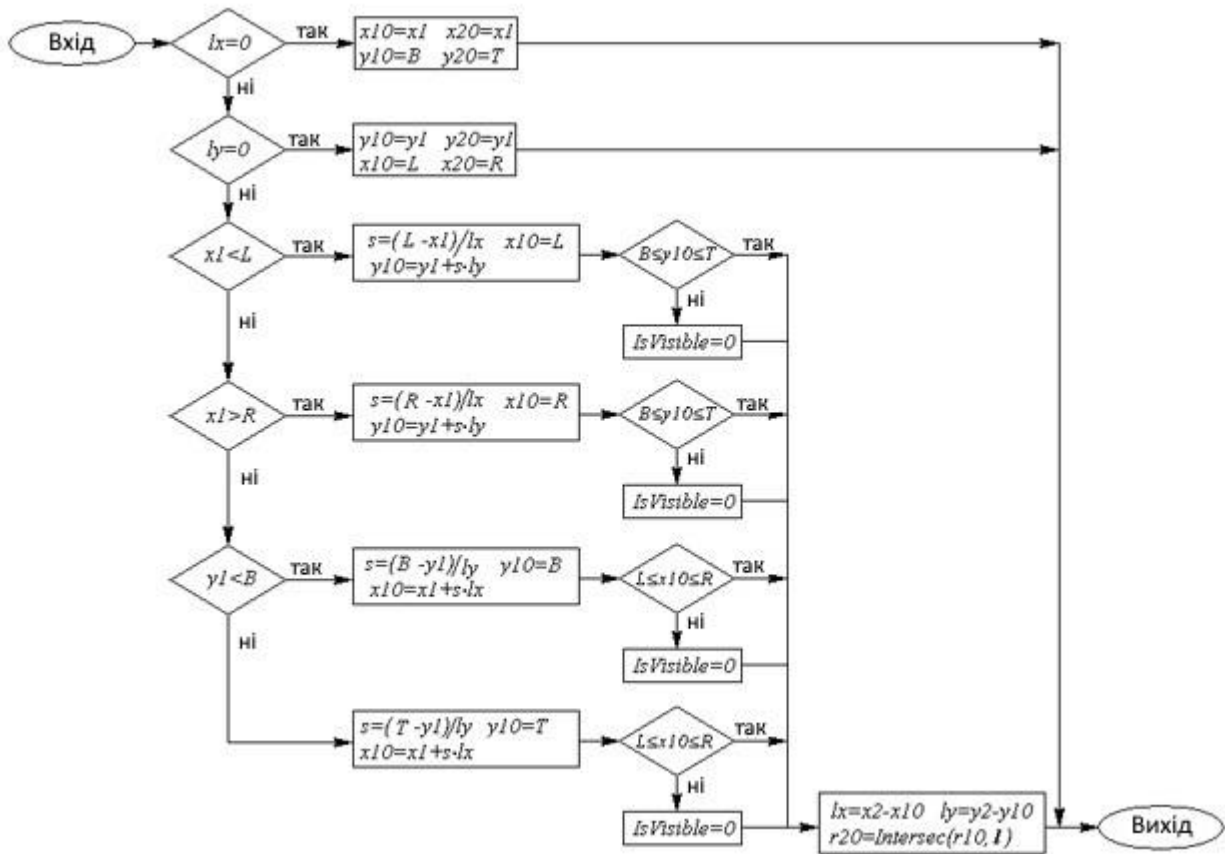 Вхід
lx=0
так
x10=x1 x20=x1
y10=B y20=T
ні
ly=0
так
y10=y1 y20=y1
x10=L x20=R
ні
x1<L
так
s=(L -x1)/lx x10=L
y10=y1+s·ly
B≤y10≤T
так
ні
IsVisible=0
ні
x1>R
так
s=(R -x1)/lx x10=R
y10=y1+s·ly
B≤y10≤T
так
ні
IsVisible=0
ні
y1<B
так
s=(B -y1)/ly y10=B
x10=x1+s·lx
L≤x10≤R
так
ні
IsVisible=0
ні
s=(T -y1)/ly y10=T
x10=x1+s·lx
L≤x10≤R
так
ні
IsVisible=0
lx=x2-x10 ly=y2-y10
r20=Intersec(r10, l)
Вихід